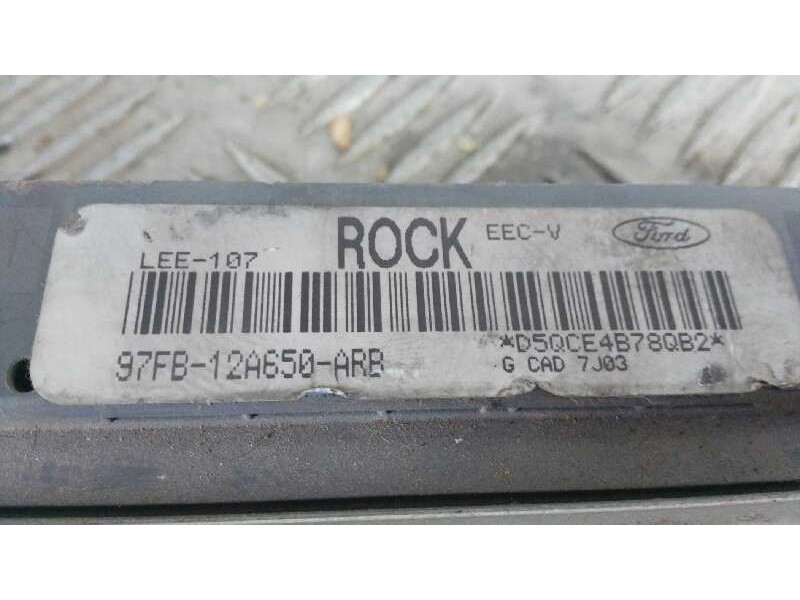 LEE-107 ROCK EEC-V Ford
97FB-12A650-ARB *D5QCE4B78QB2*
G CAD 7J03